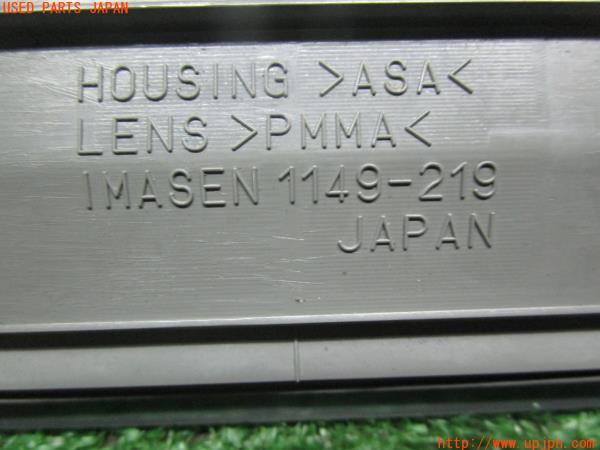 USED PARTS JAPAN
HOUSING >ASA<
LENS >PMMA<
IMASEN 1149-219
JAPAN
http://www.upjpn.com